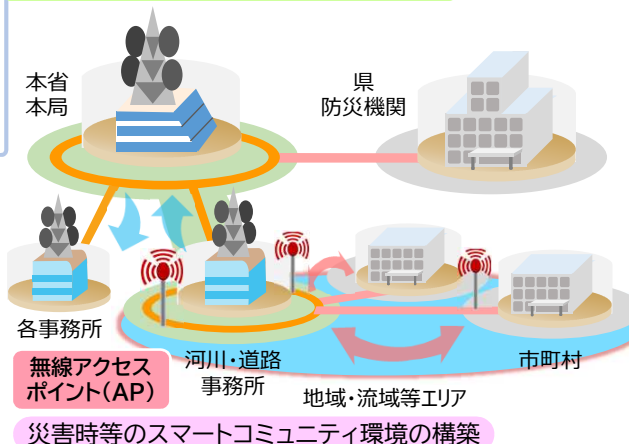 本省
本局
県
防災機関
各事務所
河川・道路
事務所
市町村
無線アクセス
ポイント(AP)
地域・流域等エリア
災害時等のスマートコミュニティ環境の構築